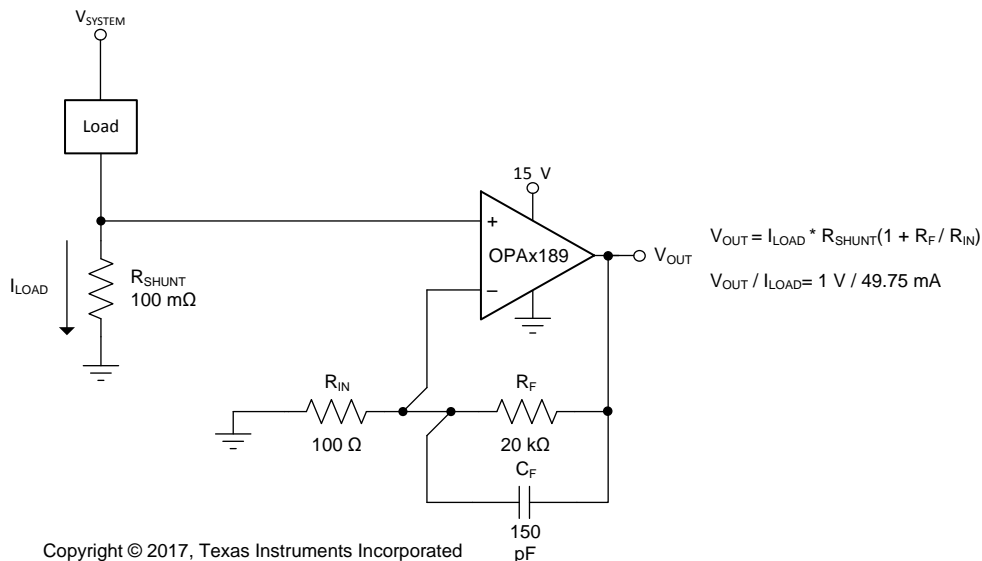 VSYSTEM
Load
15 V
+
OPAx189
−
VOUT
VOUT = ILOAD * RSHUNT(1 + RF / RIN)
VOUT / ILOAD= 1 V / 49.75 mA
ILOAD
RSHUNT
100 mΩ
RIN
100 Ω
RF
20 kΩ
CF
150
pF
Copyright © 2017, Texas Instruments Incorporated